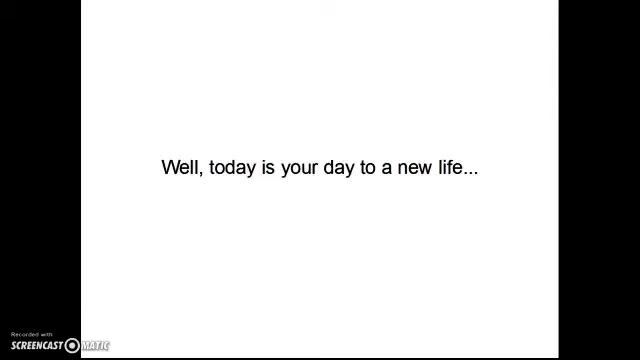 Well, today is your day to a new life...
Recorded with
SCREENCAST MATIC